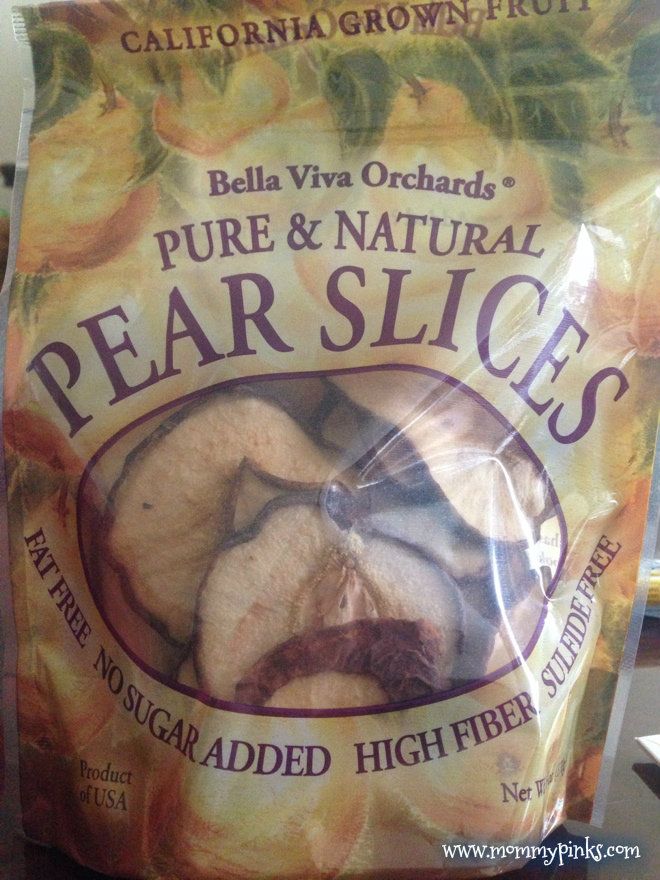 CALIFORNIA GROWN FRUIT
Bella Viva Orchards®
PURE & NATURAL
PEAR SLICES
FAT FREE NO SUGAR ADDED HIGH FIBER SULFIDE FREE
Product
of USA
Net
www.mommypinks.com